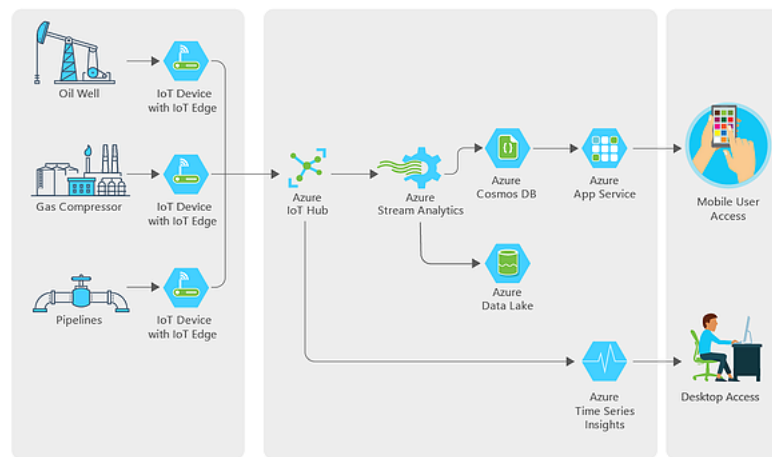 Oil Well
IoT Device
with IoT Edge
Gas Compressor
IoT Device
with IoT Edge
Pipelines
IoT Device
with IoT Edge
Azure
IoT Hub
Azure
Stream Analytics
Azure
Cosmos DB
Azure
App Service
Azure
Data Lake
Azure
Time Series
Insights
Mobile User
Access
Desktop Access